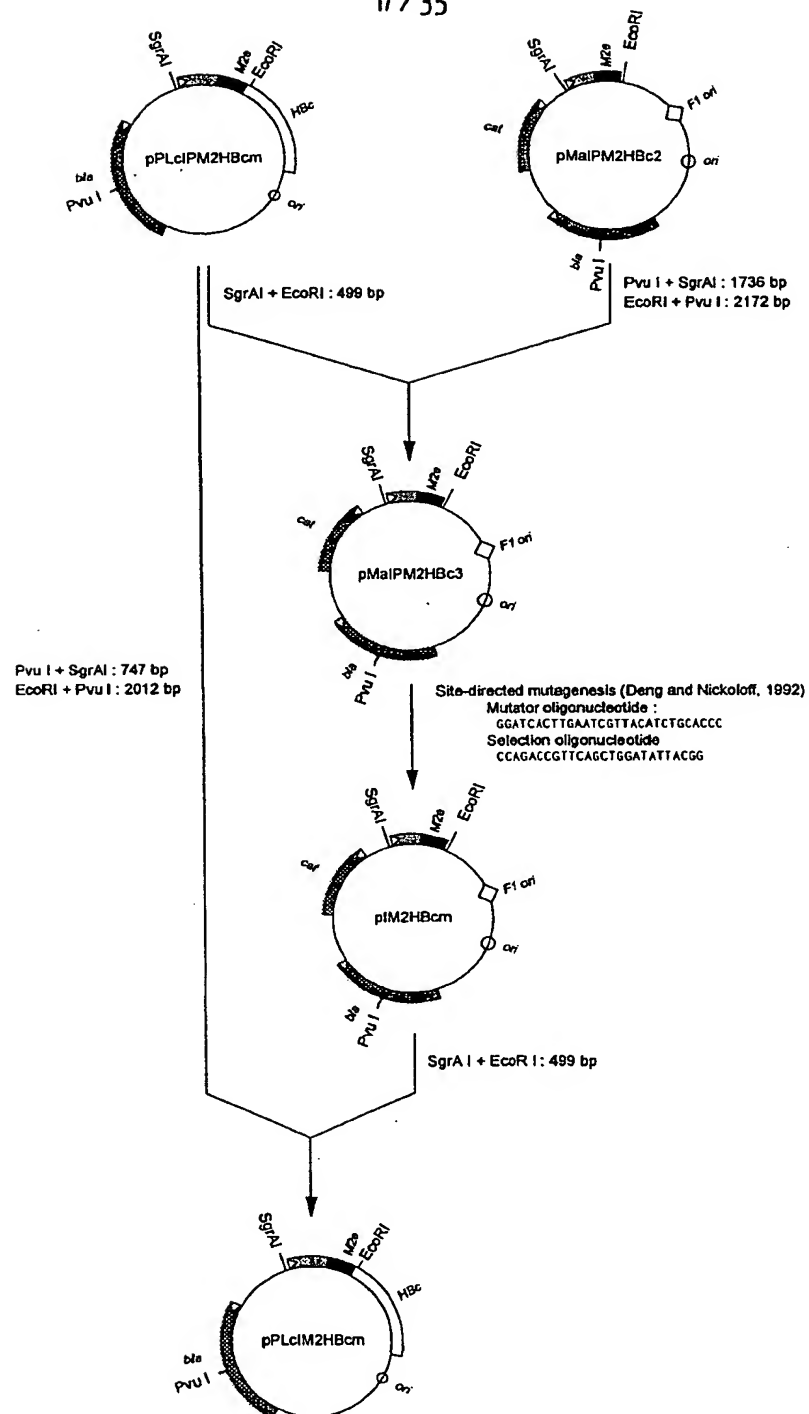 17/35
SgrAI
M2e
EcoRI
HBc
pPLcIPM2HBcm
bla
Pvu I
ori
SgrAI
M2e
EcoRI
cat
F1 ori
pMaIPM2HBc2
ori
bla
Pvu I
SgrAI + EcoRI : 499 bp
Pvu I + SgrAI : 1736 bp
EcoRI + Pvu I : 2172 bp
SgrAI
M2e
EcoRI
cat
F1 ori
pMaIPM2HBc3
ori
bla
Pvu I
Pvu I + SgrAI : 747 bp
EcoRI + Pvu I : 2012 bp
Site-directed mutagenesis (Deng and Nickoloff, 1992)
Mutator oligonucleotide :
GGATCACTTGAATCGTTACATCTGCACCC
Selection oligonucleotide
CCAGACCGTTCAGCTGGATATTACGG
SgrAI
M2e
EcoRI
cat
F1 ori
pIM2HBcm
ori
bla
Pvu I
SgrA I + EcoR I : 499 bp
SgrAI
M2e
EcoRI
HBc
pPLcIM2HBcm
bla
Pvu I
ori